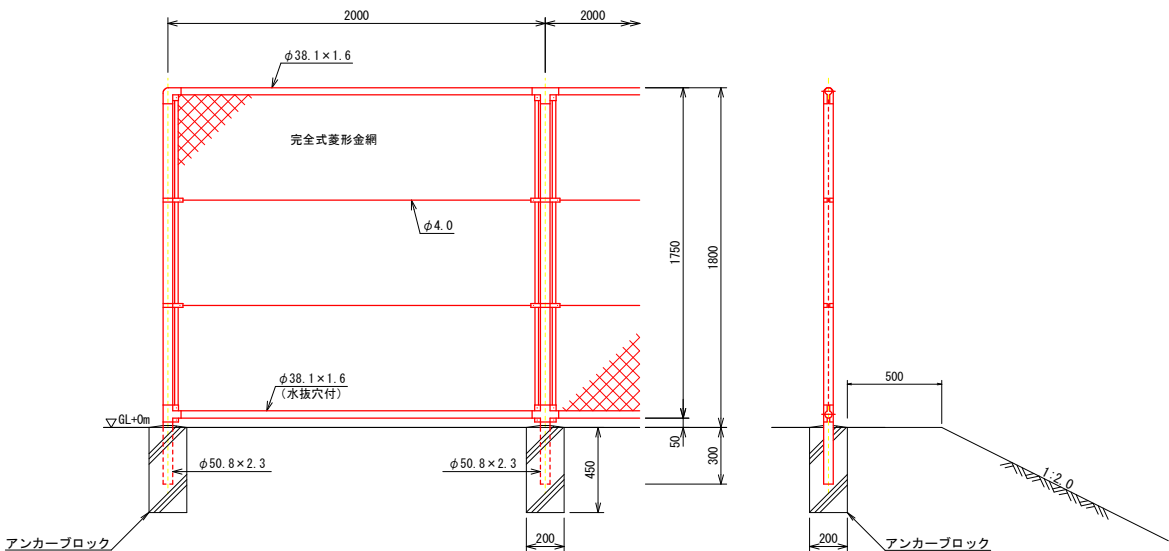 2000
2000
φ38.1×1.6
完全式菱形金網
φ4.0
1750
1800
φ38.1×1.6
(水抜穴付)
500
GL+0m
50
φ50.8×2.3
φ50.8×2.3
450
300
1:2.0
アンカーブロック
200
200
アンカーブロック